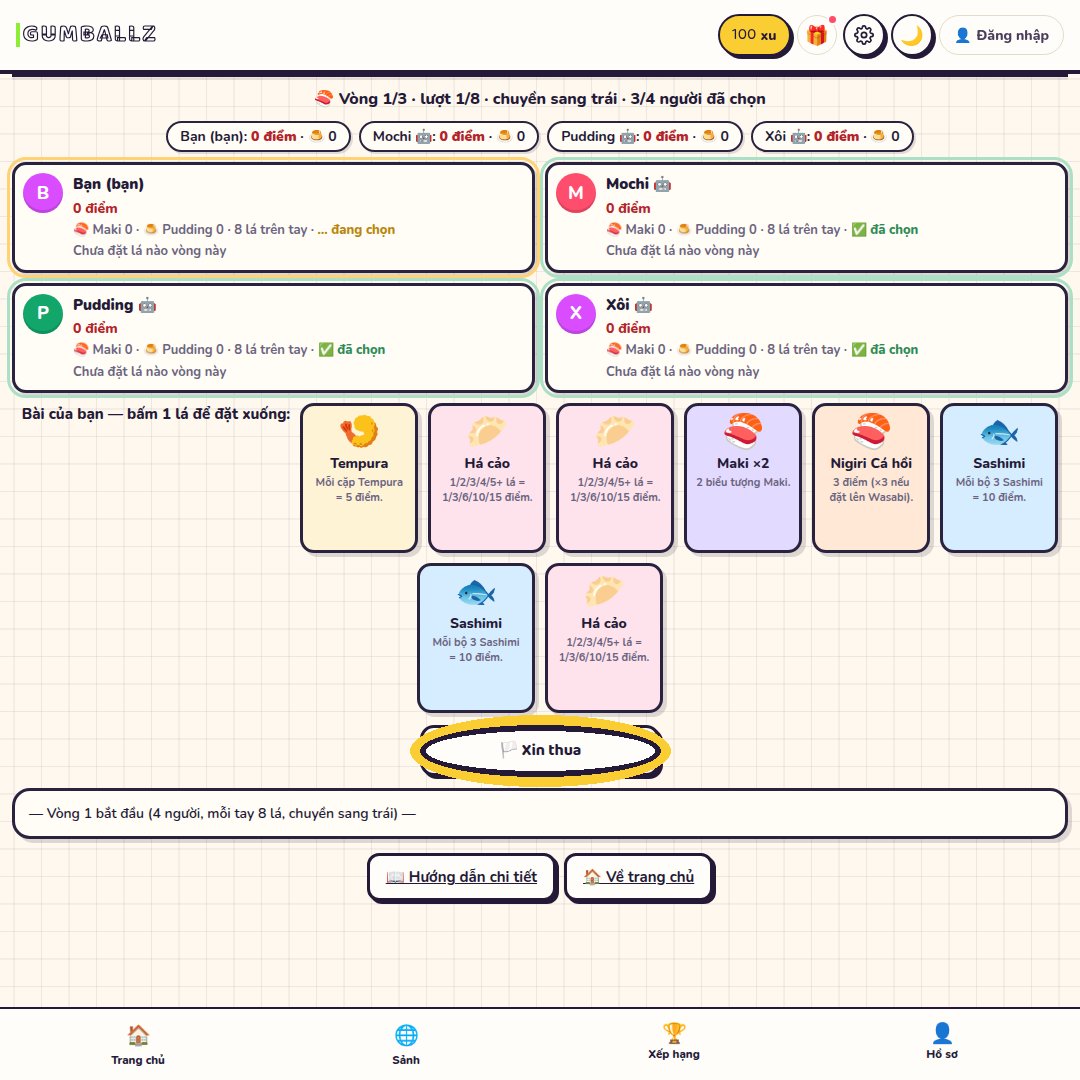 GUMBALLZ
100 xu
Đăng nhập
Vòng 1/3 · lượt 1/8 · chuyền sang trái · 3/4 người đã chọn
Bạn (bạn): 0 điểm · 🍮 0
Mochi 🤖: 0 điểm · 🍮 0
Pudding 🤖: 0 điểm · 🍮 0
Xôi 🤖: 0 điểm · 🍮 0
B
Bạn (bạn)
0 điểm
🍣 Maki 0 · 🍮 Pudding 0 · 8 lá trên tay · ... đang chọn
Chưa đặt lá nào vòng này
M
Mochi 🤖
0 điểm
🍣 Maki 0 · 🍮 Pudding 0 · 8 lá trên tay · ✅ đã chọn
Chưa đặt lá nào vòng này
P
Pudding 🤖
0 điểm
🍣 Maki 0 · 🍮 Pudding 0 · 8 lá trên tay · ✅ đã chọn
Chưa đặt lá nào vòng này
X
Xôi 🤖
0 điểm
🍣 Maki 0 · 🍮 Pudding 0 · 8 lá trên tay · ✅ đã chọn
Chưa đặt lá nào vòng này
Bài của bạn — bấm 1 lá để đặt xuống:
Tempura
Mỗi cặp Tempura
= 5 điểm.
Há cảo
1/2/3/4/5+ lá =
1/3/6/10/15 điểm.
Há cảo
1/2/3/4/5+ lá =
1/3/6/10/15 điểm.
Maki ×2
2 biểu tượng Maki.
Nigiri Cá hồi
3 điểm (×3 nếu
đặt lên Wasabi).
Sashimi
Mỗi bộ 3 Sashimi
= 10 điểm.
Sashimi
Mỗi bộ 3 Sashimi
= 10 điểm.
Há cảo
1/2/3/4/5+ lá =
1/3/6/10/15 điểm.
🏳️ Xin thua
— Vòng 1 bắt đầu (4 người, mỗi tay 8 lá, chuyền sang trái) —
📖 Hướng dẫn chi tiết
🏠 Về trang chủ
Trang chủ
Sảnh
Xếp hạng
Hồ sơ